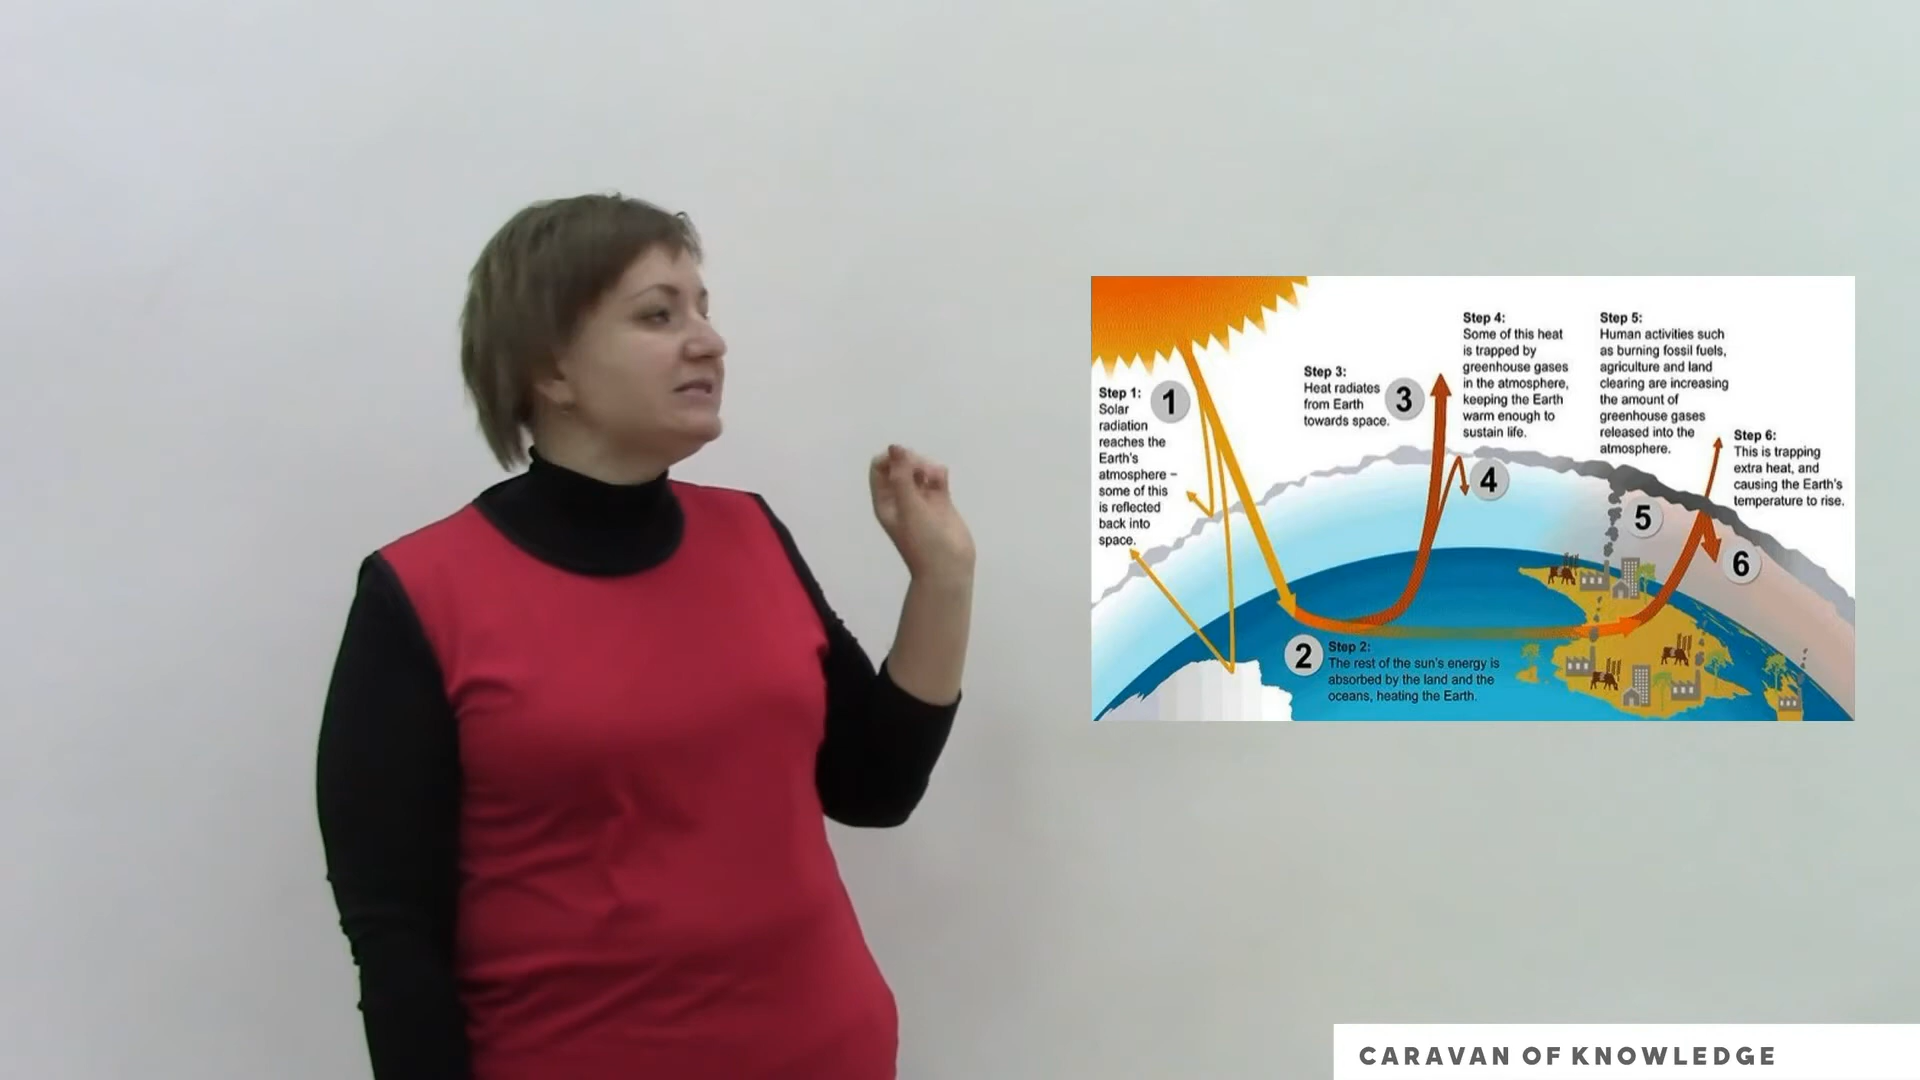 Step 1:
Solar
radiation
reaches the
Earth's
atmosphere –
some of this
is reflected
back into
space.
1
Step 3:
Heat radiates
from Earth
towards space.
3
Step 4:
Some of this heat
is trapped by
greenhouse gases
in the atmosphere,
keeping the Earth
warm enough to
sustain life.
4
Step 5:
Human activities such
as burning fossil fuels,
agriculture and land
clearing are increasing
the amount of
greenhouse gases
released into the
atmosphere.
5
Step 6:
This is trapping
extra heat, and
causing the Earth's
temperature to rise.
6
2
Step 2:
The rest of the sun's energy is
absorbed by the land and the
oceans, heating the Earth.
CARAVAN OF KNOWLEDGE